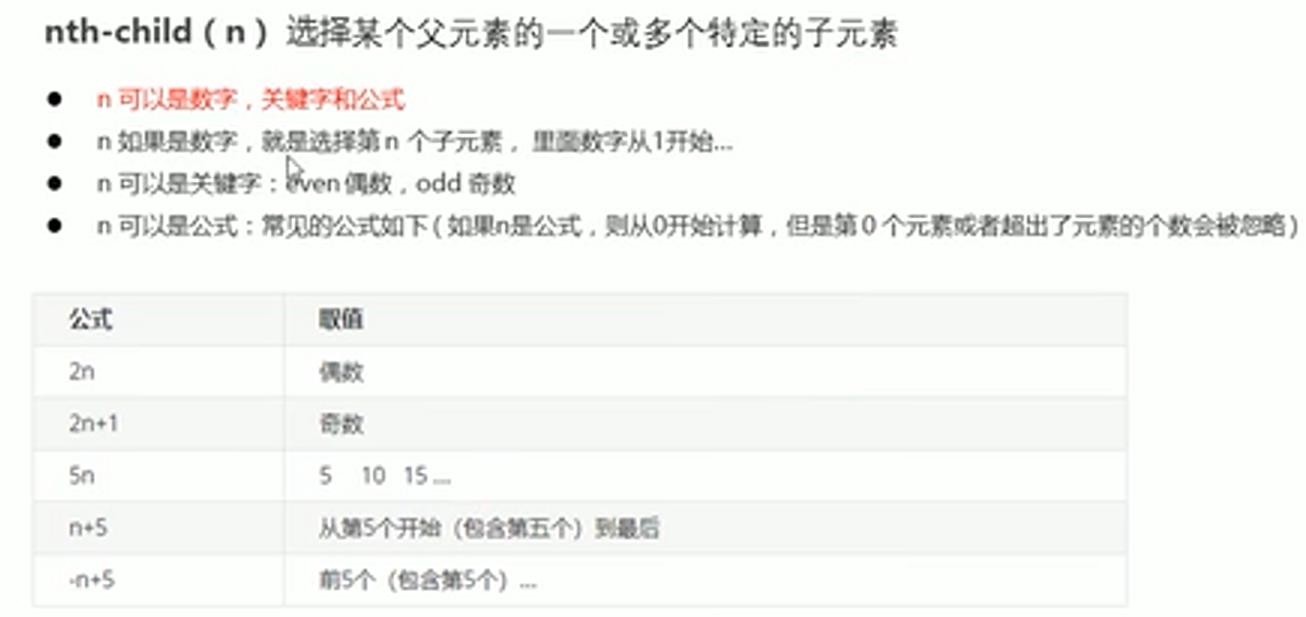 nth-child（n）选择某个父元素的一个或多个特定的子元素
● n 可以是数字，关键字和公式
● n 如果是数字，就是选择第 n 个子元素，里面数字从1开始...
● n 可以是关键字：even 偶数，odd 奇数
● n 可以是公式：常见的公式如下（如果n是公式，则从0开始计算，但是第 0 个元素或者超出了元素的个数会被忽略）
公式 取值
2n 偶数
2n+1 奇数
5n 5 10 15 ...
n+5 从第5个开始（包含第五个）到最后
-n+5 前5个（包含第5个）...